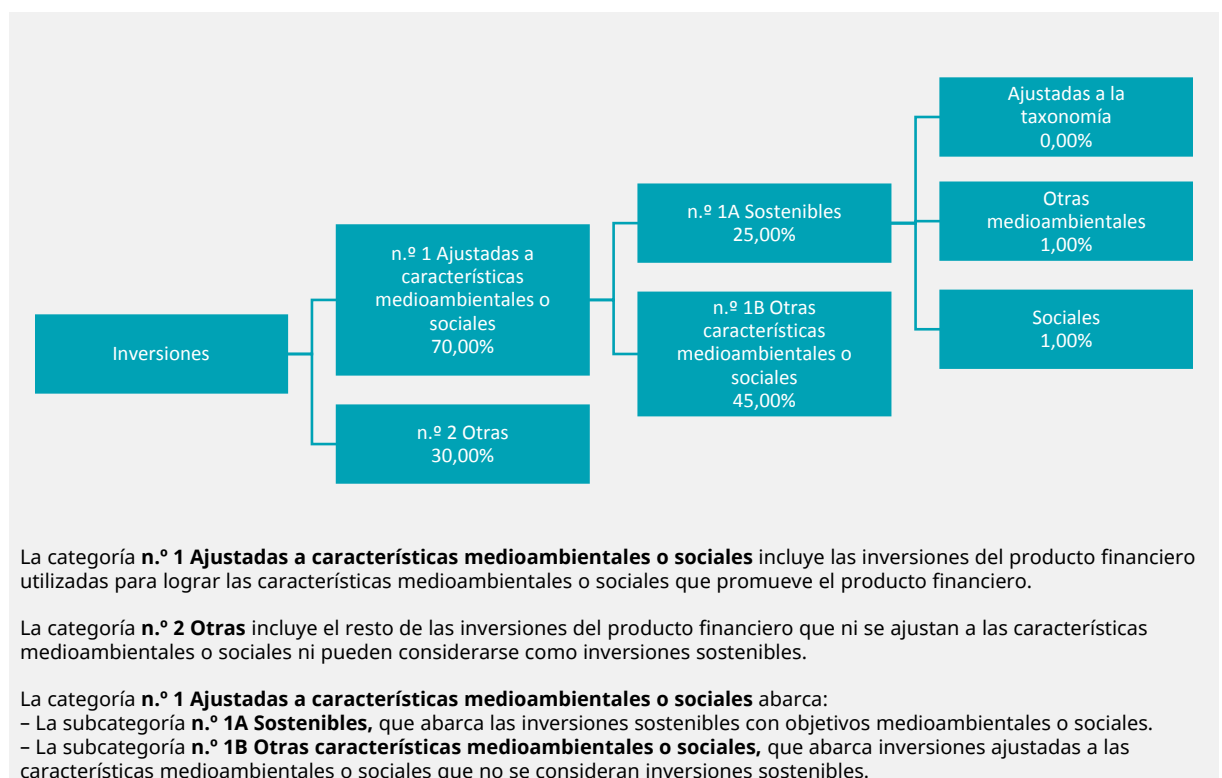 Ajustadas a la
taxonomía
0,00%
n.º 1A Sostenibles
25,00%
Otras
medioambientales
1,00%
n.º 1 Ajustadas a
características
medioambientales o
sociales
70,00%
n.º 1B Otras
características
medioambientales o
sociales
45,00%
Sociales
1,00%
Inversiones
n.º 2 Otras
30,00%
La categoría n.º 1 Ajustadas a características medioambientales o sociales incluye las inversiones del producto financiero
utilizadas para lograr las características medioambientales o sociales que promueve el producto financiero.
La categoría n.º 2 Otras incluye el resto de las inversiones del producto financiero que ni se ajustan a las características
medioambientales o sociales ni pueden considerarse como inversiones sostenibles.
La categoría n.º 1 Ajustadas a características medioambientales o sociales abarca:
– La subcategoría n.º 1A Sostenibles, que abarca las inversiones sostenibles con objetivos medioambientales o sociales.
– La subcategoría n.º 1B Otras características medioambientales o sociales, que abarca inversiones ajustadas a las
características medioambientales o sociales que no se consideran inversiones sostenibles.